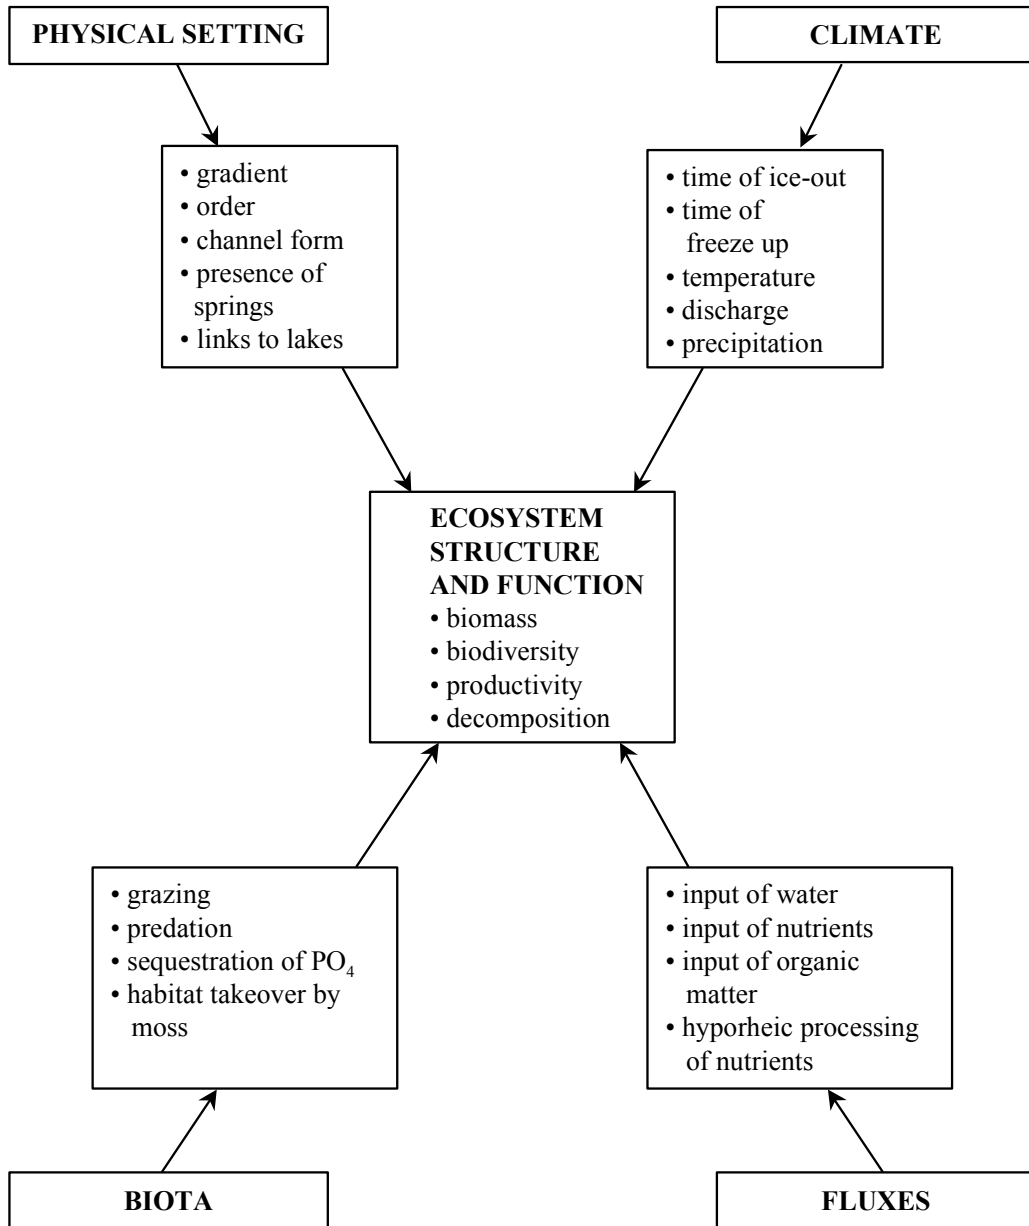 PHYSICAL SETTING
CLIMATE
• gradient
• order
• channel form
• presence of
springs
• links to lakes
• time of ice-out
• time of
freeze up
• temperature
• discharge
• precipitation
ECOSYSTEM
STRUCTURE
AND FUNCTION
• biomass
• biodiversity
• productivity
• decomposition
• grazing
• predation
• sequestration of PO₄
• habitat takeover by
moss
• input of water
• input of nutrients
• input of organic
matter
• hyporheic processing
of nutrients
BIOTA
FLUXES